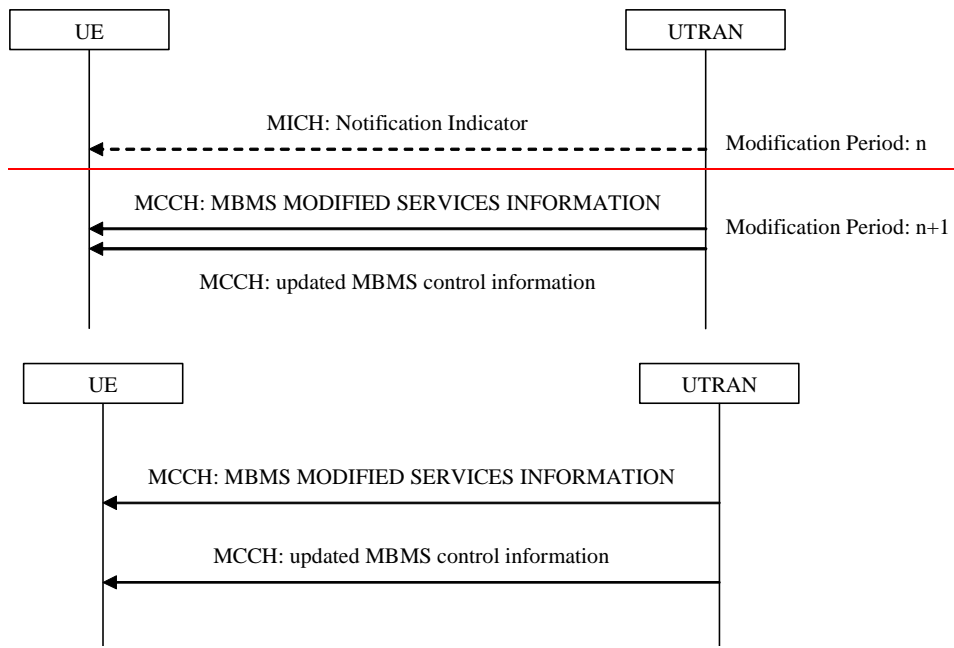 UE
UTRAN
MICH: Notification Indicator
Modification Period: n
MCCH: MBMS MODIFIED SERVICES INFORMATION
Modification Period: n+1
MCCH: updated MBMS control information
UE
UTRAN
MCCH: MBMS MODIFIED SERVICES INFORMATION
MCCH: updated MBMS control information